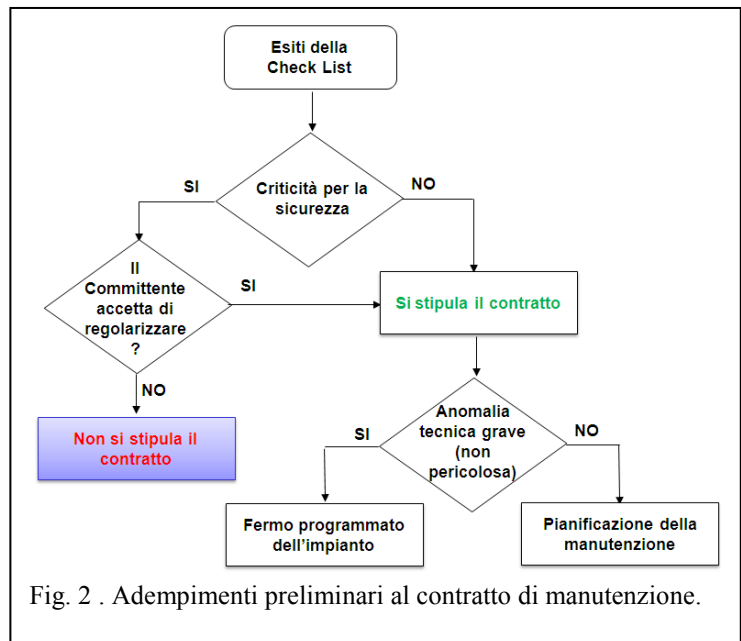 Esiti della
Check List
SI
NO
Criticità per la
sicurezza
Il
Committente
accetta di
regolarizzare
?
SI
Si stipula il contratto
NO
Non si stipula il
contratto
SI
Anomalia
tecnica grave
(non
pericolosa)
NO
Fermo programmato
dell'impianto
Pianificazione della
manutenzione
Fig. 2 . Adempimenti preliminari al contratto di manutenzione.